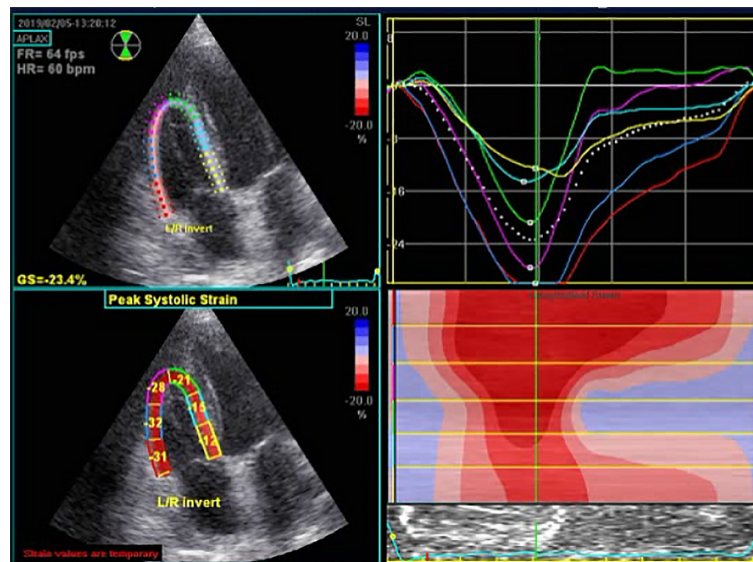 2019/02/05-13:20:12
APLAX
FR= 64 fps
HR= 60 bpm
SL
20.0
-20.0
%
L/R invert
GS=-23.4%
8
-8
-16
-24
Peak Systolic Strain
20.0
-20.0
%
-28
-21
-32
-15
-31
-12
L/R invert
Strain values are temporary